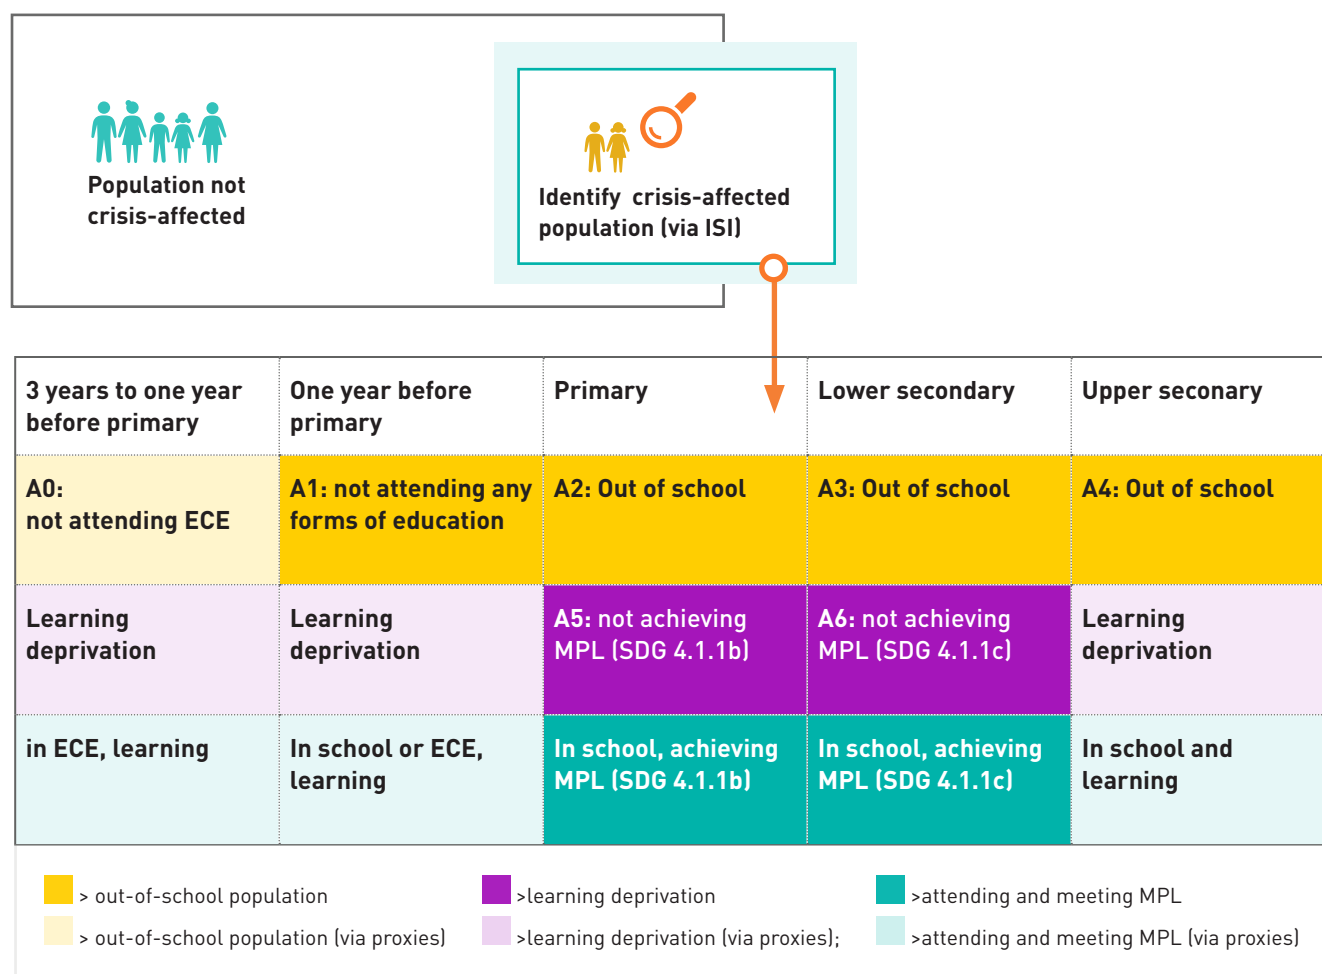 Population not
crisis-affected
Identify crisis-affected
population (via ISI)
3 years to one year
before primary
One year before
primary
Primary
Lower secondary
Upper seconary
A0:
not attending ECE
A1: not attending any
forms of education
A2: Out of school
A3: Out of school
A4: Out of school
Learning
deprivation
Learning
deprivation
A5: not achieving
MPL (SDG 4.1.1b)
A6: not achieving
MPL (SDG 4.1.1c)
Learning
deprivation
in ECE, learning
In school or ECE,
learning
In school, achieving
MPL (SDG 4.1.1b)
In school, achieving
MPL (SDG 4.1.1c)
In school and
learning
> out-of-school population
>learning deprivation
>attending and meeting MPL
> out-of-school population (via proxies)
>learning deprivation (via proxies);
>attending and meeting MPL (via proxies)